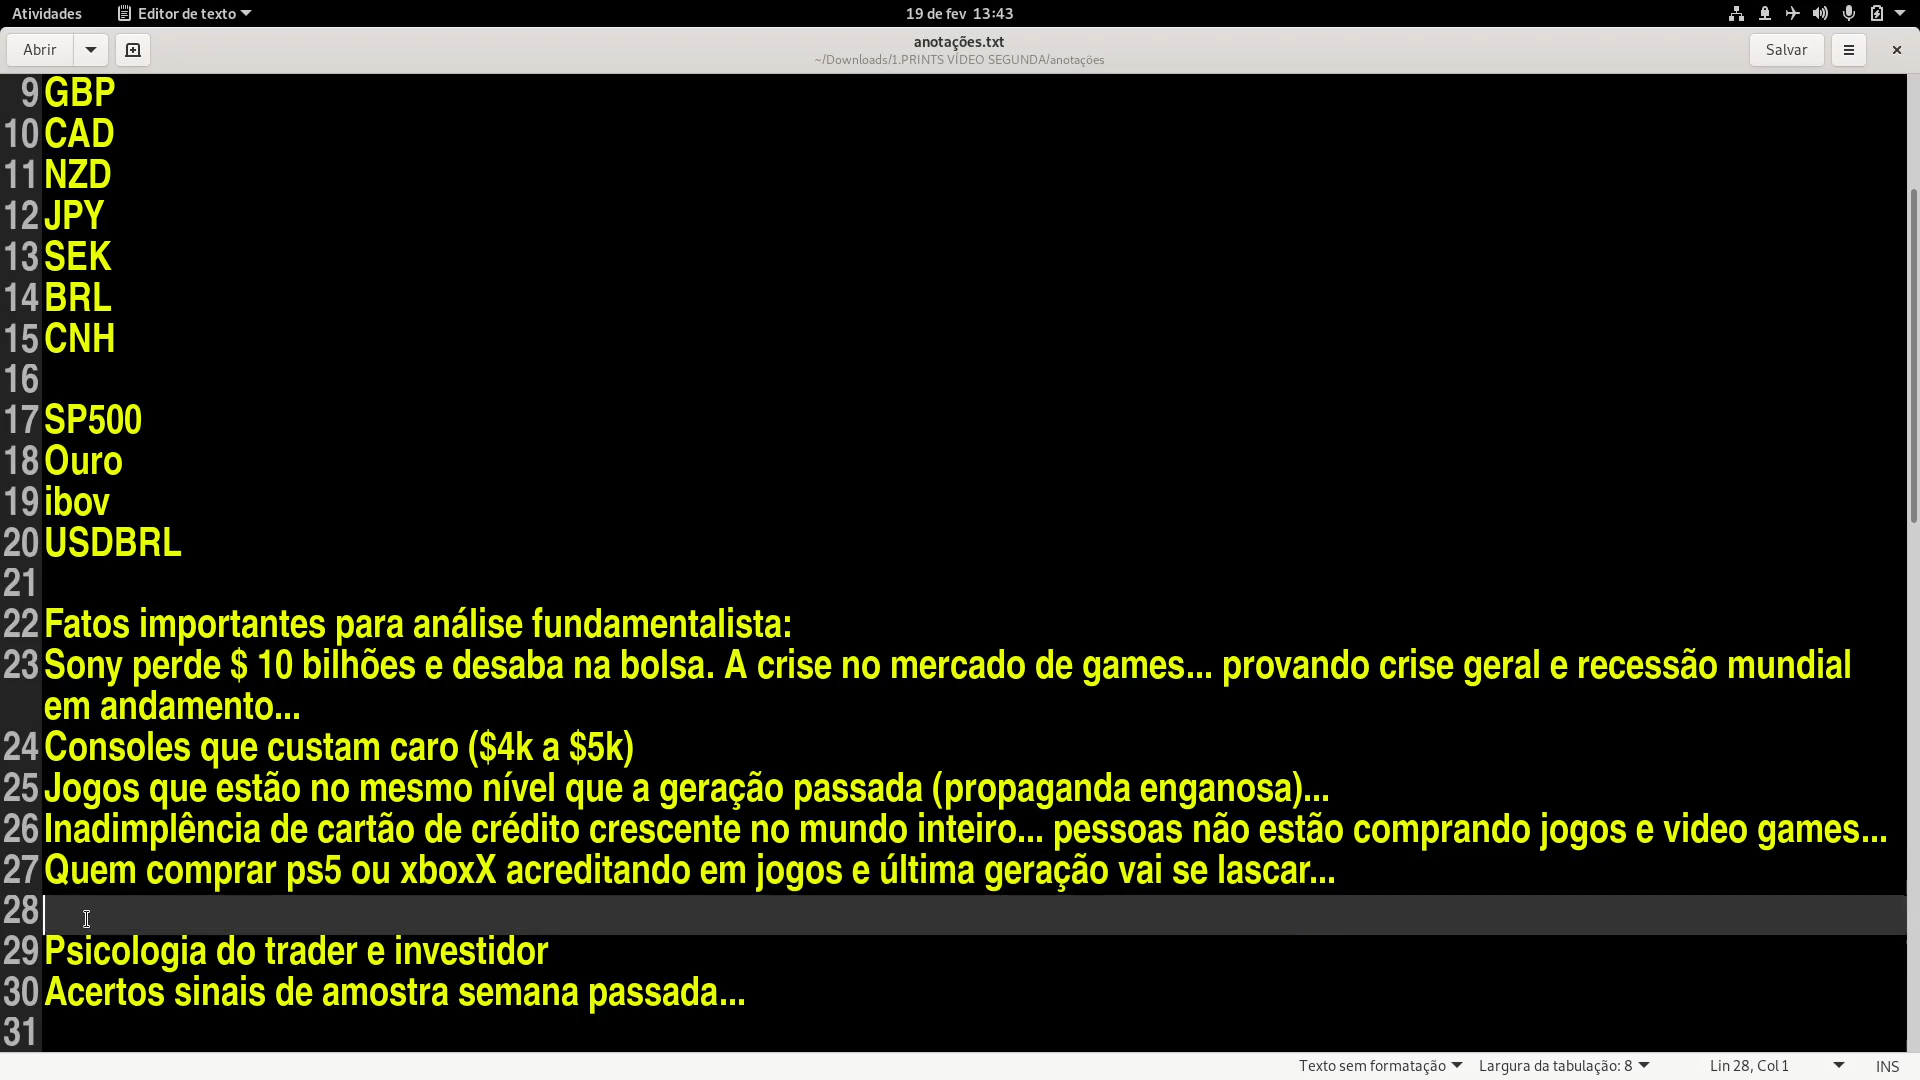 Atividades
Editor de texto
19 de fev 13:43
Abrir
anotações.txt
~/Downloads/1.PRINTS VÍDEO SEGUNDA/anotações
Salvar
9 GBP
10 CAD
11 NZD
12 JPY
13 SEK
14 BRL
15 CNH
16
17 SP500
18 Ouro
19 ibov
20 USDBRL
21
22 Fatos importantes para análise fundamentalista:
23 Sony perde $ 10 bilhões e desaba na bolsa. A crise no mercado de games... provando crise geral e recessão mundial
em andamento...
24 Consoles que custam caro ($4k a $5k)
25 Jogos que estão no mesmo nível que a geração passada (propaganda enganosa)...
26 Inadimplência de cartão de crédito crescente no mundo inteiro... pessoas não estão comprando jogos e video games...
27 Quem comprar ps5 ou xboxX acreditando em jogos e última geração vai se lascar...
28
29 Psicologia do trader e investidor
30 Acertos sinais de amostra semana passada...
31
Texto sem formatação
Largura da tabulação: 8
Lin 28, Col 1
INS